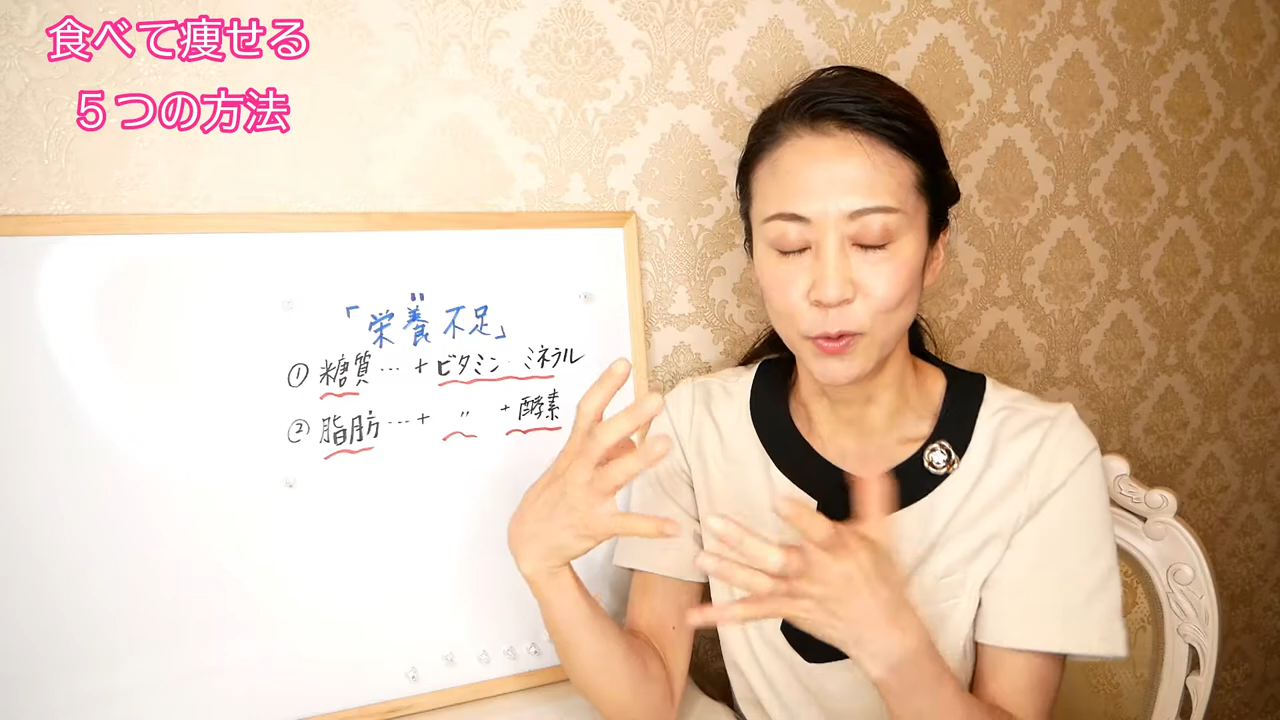 食べて痩せる
５つの方法
「栄養不足」
① 糖質…＋ビタミン・ミネラル
② 脂肪…＋ 〃 ＋酵素